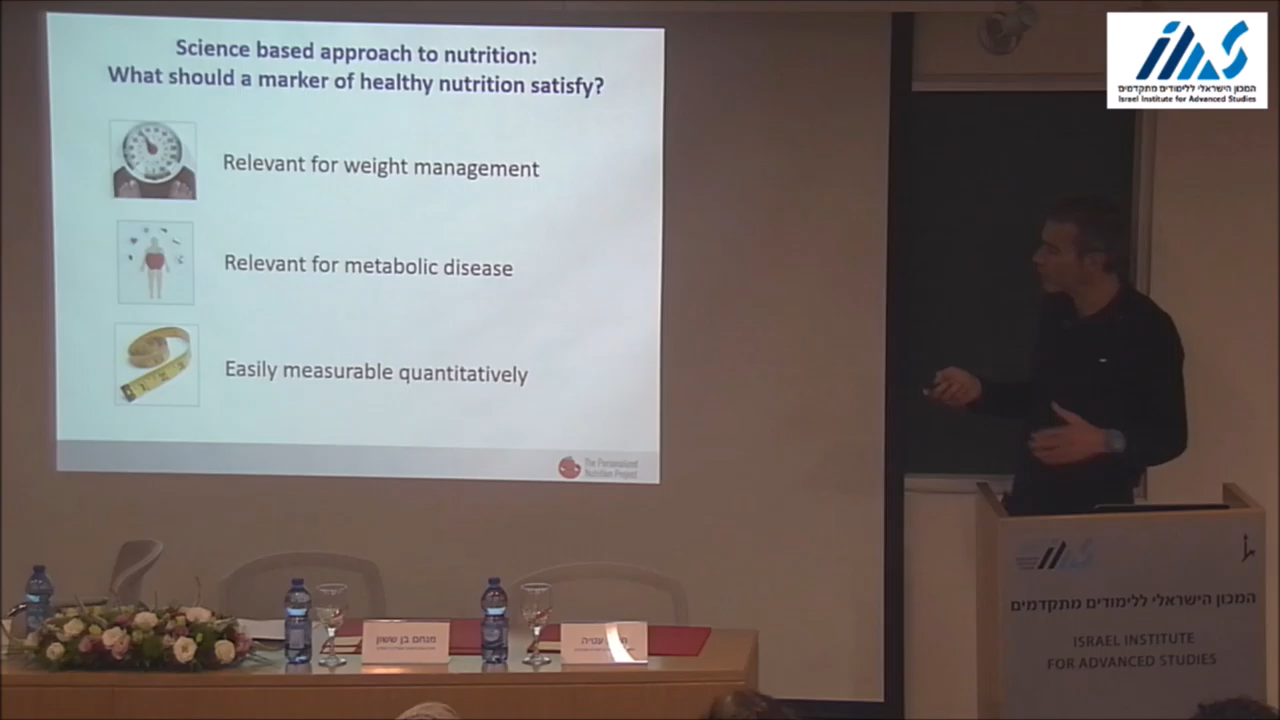 Science based approach to nutrition:
What should a marker of healthy nutrition satisfy?
Relevant for weight management
Relevant for metabolic disease
Easily measurable quantitatively
The Personalized
Nutrition Project
המכון הישראלי ללימודים מתקדמים
Israel Institute for Advanced Studies
מנחם בן ששון
עטיה
המכון הישראלי ללימודים מתקדמים
ISRAEL INSTITUTE
FOR ADVANCED STUDIES